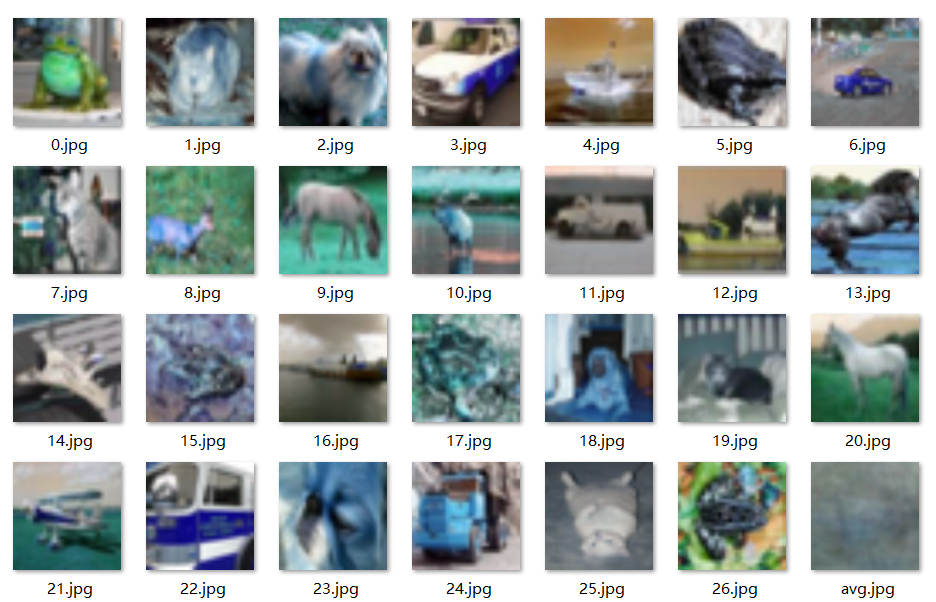 0.jpg 1.jpg 2.jpg 3.jpg 4.jpg 5.jpg 6.jpg
7.jpg 8.jpg 9.jpg 10.jpg 11.jpg 12.jpg 13.jpg
14.jpg 15.jpg 16.jpg 17.jpg 18.jpg 19.jpg 20.jpg
21.jpg 22.jpg 23.jpg 24.jpg 25.jpg 26.jpg avg.jpg